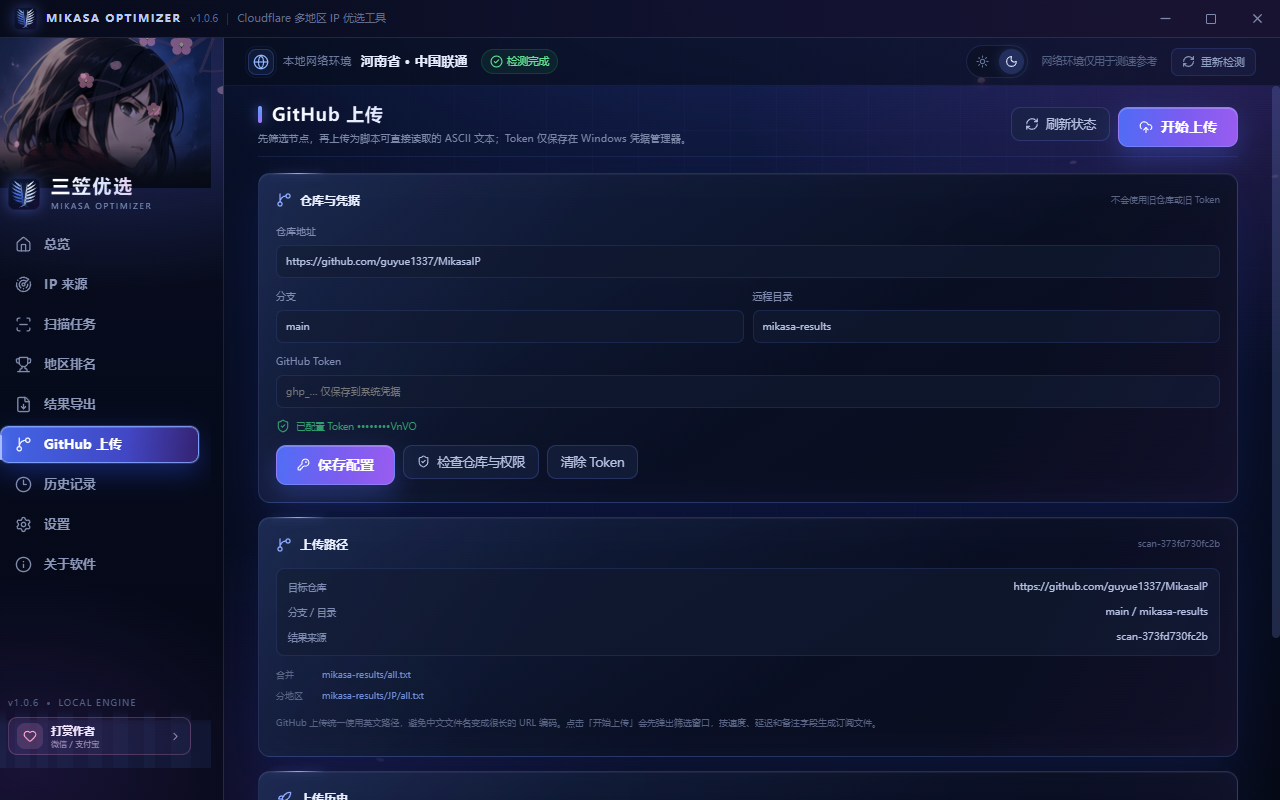 MIKASA OPTIMIZER v1.0.6 Cloudflare 多地区 IP 优选工具
本地网络环境 河南省 • 中国联通 检测完成 网络环境仅用于测速参考 重新检测
三笠优选
MIKASA OPTIMIZER
总览
IP 来源
扫描任务
地区排名
结果导出
GitHub 上传
历史记录
设置
关于软件
v1.0.6 • LOCAL ENGINE
打赏作者
微信 / 支付宝
GitHub 上传
先筛选节点，再上传为脚本可直接读取的 ASCII 文本；Token 仅保存在 Windows 凭据管理器。
刷新状态 开始上传
仓库与凭据 不会使用旧仓库或旧 Token
仓库地址
https://github.com/guyue1337/MikasaIP
分支 远程目录
main mikasa-results
GitHub Token
ghp_... 仅保存到系统凭据
已配置 Token ••••••••VnVO
保存配置 检查仓库与权限 清除 Token
上传路径 scan-373fd730fc2b
目标仓库 https://github.com/guyue1337/MikasaIP
分支 / 目录 main / mikasa-results
结果来源 scan-373fd730fc2b
合并 mikasa-results/all.txt
分地区 mikasa-results/JP/all.txt
GitHub 上传统一使用英文路径，避免中文文件名变成很长的 URL 编码。点击「开始上传」会先弹出筛选窗口，按速度、延迟和备注字段生成订阅文件。
上传历史